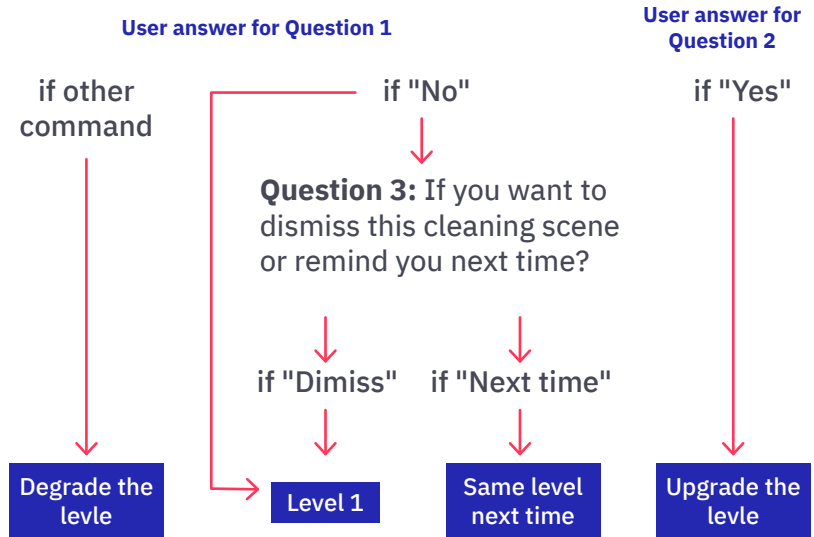 User answer for Question 1
User answer for
Question 2
if other
command
if "No"
if "Yes"
Question 3: If you want to
dismiss this cleaning scene
or remind you next time?
if "Dimiss"
if "Next time"
Degrade the
levle
Level 1
Same level
next time
Upgrade the
levle